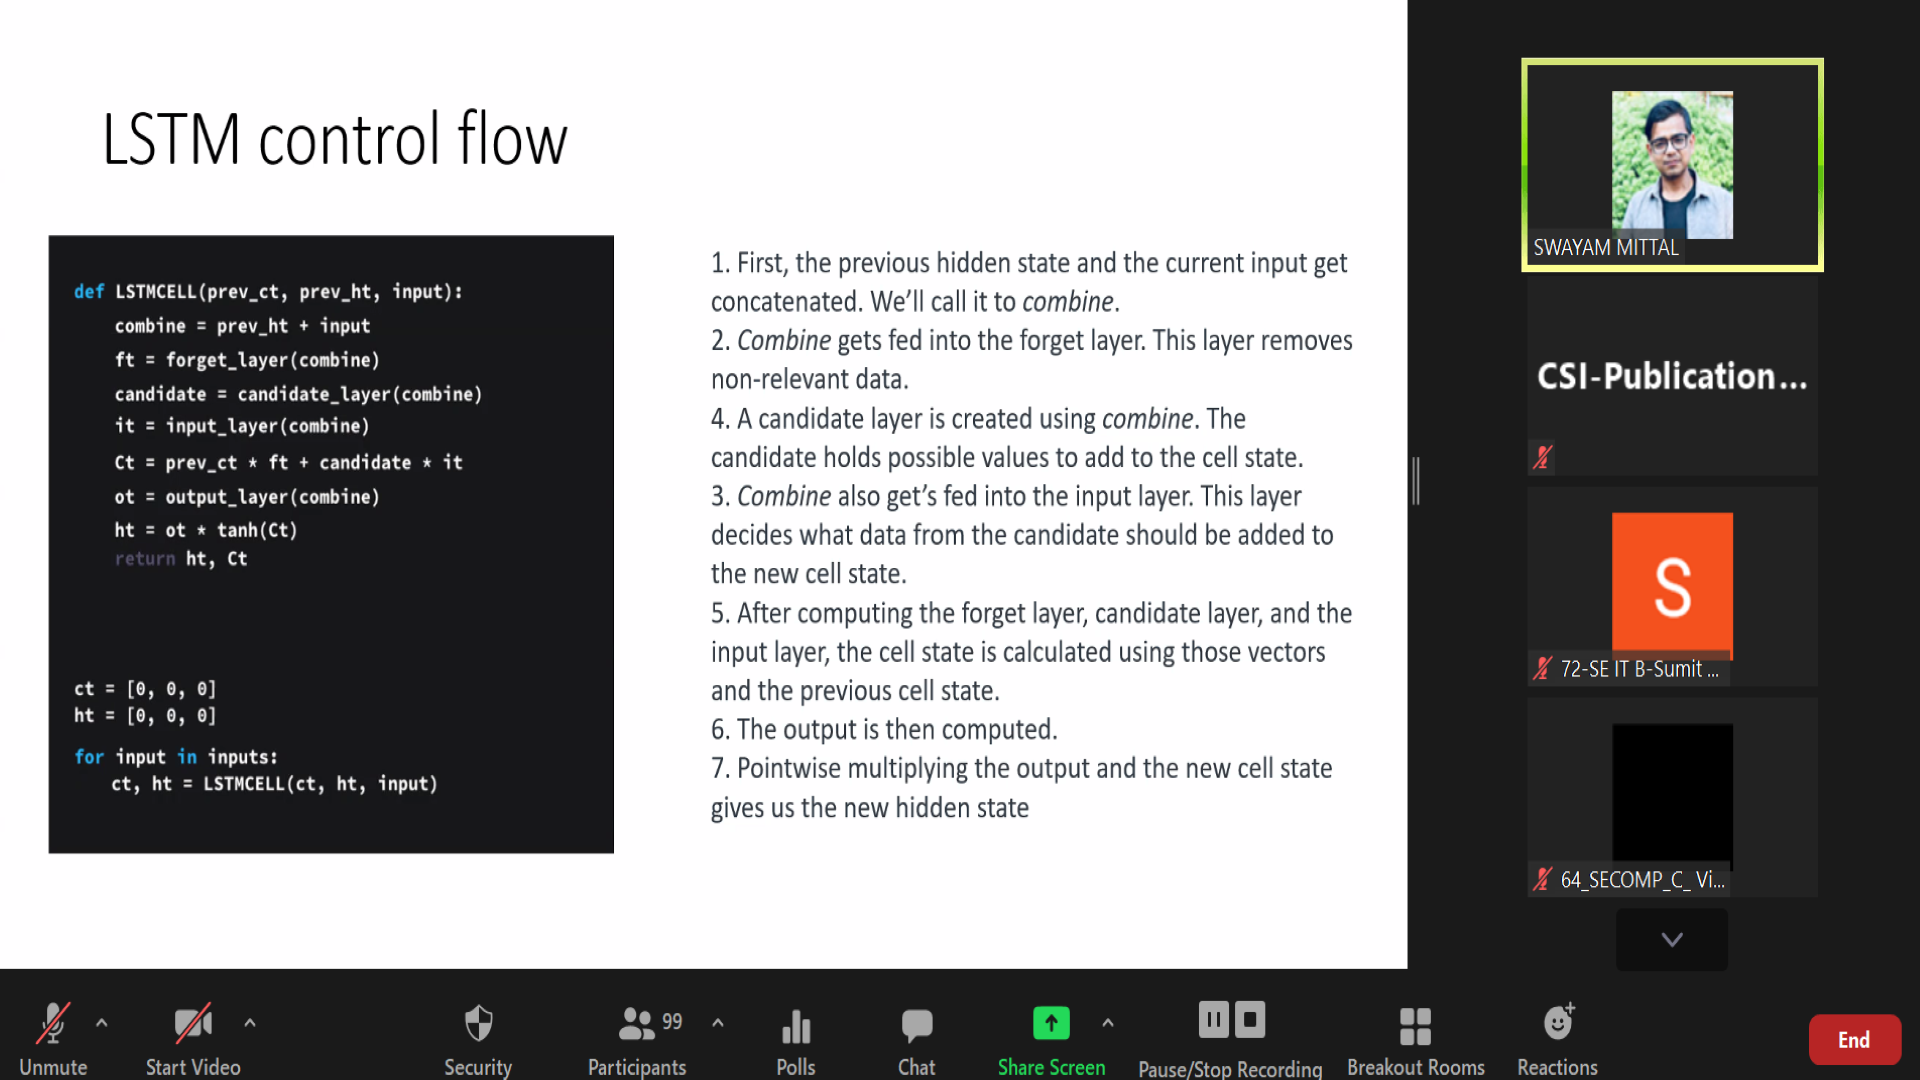 LSTM control flow
def LSTMCELL(prev_ct, prev_ht, input):
combine = prev_ht + input
ft = forget_layer(combine)
candidate = candidate_layer(combine)
it = input_layer(combine)
Ct = prev_ct * ft + candidate * it
ot = output_layer(combine)
ht = ot * tanh(Ct)
return ht, Ct
ct = [0, 0, 0]
ht = [0, 0, 0]
for input in inputs:
ct, ht = LSTMCELL(ct, ht, input)
1. First, the previous hidden state and the current input get
concatenated. We’ll call it to combine.
2. Combine gets fed into the forget layer. This layer removes
non-relevant data.
4. A candidate layer is created using combine. The
candidate holds possible values to add to the cell state.
3. Combine also get’s fed into the input layer. This layer
decides what data from the candidate should be added to
the new cell state.
5. After computing the forget layer, candidate layer, and the
input layer, the cell state is calculated using those vectors
and the previous cell state.
6. The output is then computed.
7. Pointwise multiplying the output and the new cell state
gives us the new hidden state
SWAYAM MITTAL
CSI-Publication...
S
72-SE IT B-Sumit ...
64_SECOMP_C_ Vi...
99
Unmute
Start Video
Security
Participants
Polls
Chat
Share Screen
Pause/Stop Recording
Breakout Rooms
Reactions
End